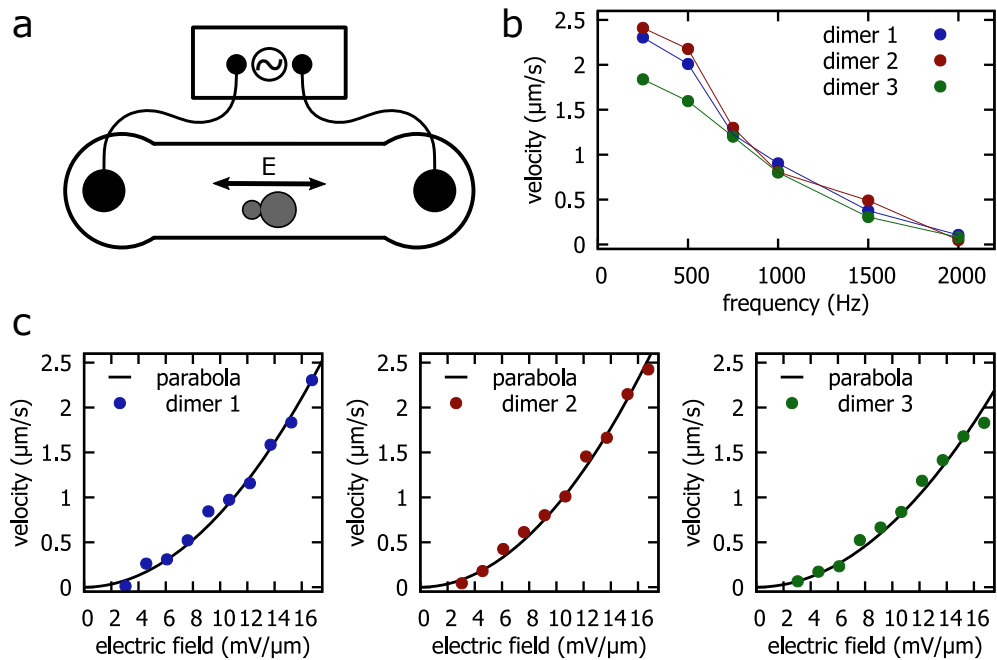 a
E
b
dimer 1
dimer 2
dimer 3
2.5
2
1.5
1
0.5
0
velocity (µm/s)
0 500 1000 1500 2000
frequency (Hz)
c
parabola
dimer 1
2.5
2
1.5
1
0.5
0
velocity (µm/s)
0 2 4 6 8 10 12 14 16
electric field (mV/µm)
parabola
dimer 2
2.5
2
1.5
1
0.5
0
velocity (µm/s)
0 2 4 6 8 10 12 14 16
electric field (mV/µm)
parabola
dimer 3
2.5
2
1.5
1
0.5
0
velocity (µm/s)
0 2 4 6 8 10 12 14 16
electric field (mV/µm)